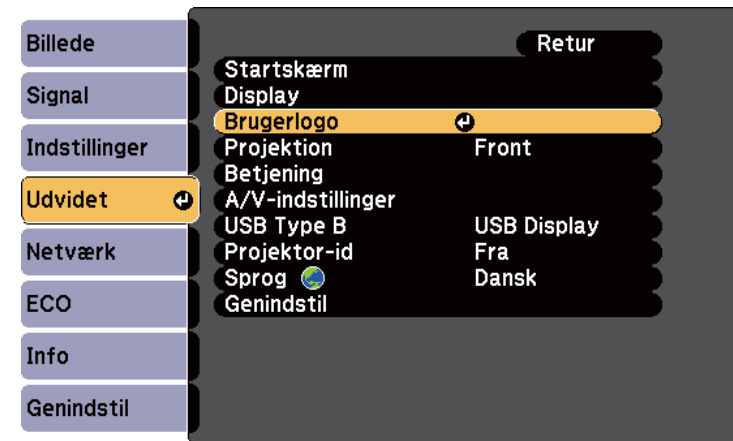 Billede
Signal
Indstillinger
Udvidet
Netværk
ECO
Info
Genindstil
Retur
Startskærm
Display
Brugerlogo
Projektion Front
Betjening
A/V-indstillinger
USB Type B USB Display
Projektor-id Fra
Sprog Dansk
Genindstil